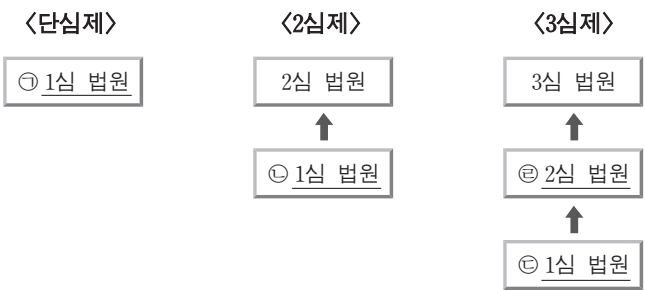 〈단심제〉 〈2심제〉 〈3심제〉
㉠ 1심 법원 2심 법원 3심 법원
㉡ 1심 법원 ㉣ 2심 법원
㉢ 1심 법원